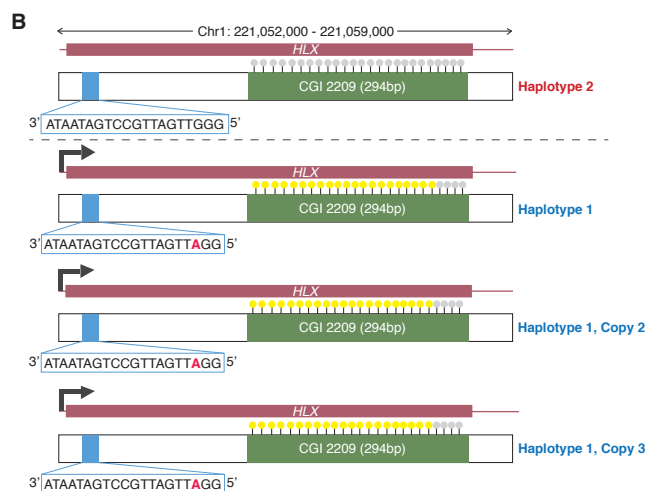 B
Chr1: 221,052,000 - 221,059,000
HLX
CGI 2209 (294bp)
Haplotype 2
3' ATAATAGTCCGTTAGTTGGG 5'
HLX
CGI 2209 (294bp)
Haplotype 1
3' ATAATAGTCCGTTAGTTAGG 5'
HLX
CGI 2209 (294bp)
Haplotype 1, Copy 2
3' ATAATAGTCCGTTAGTTAGG 5'
HLX
CGI 2209 (294bp)
Haplotype 1, Copy 3
3' ATAATAGTCCGTTAGTTAGG 5'